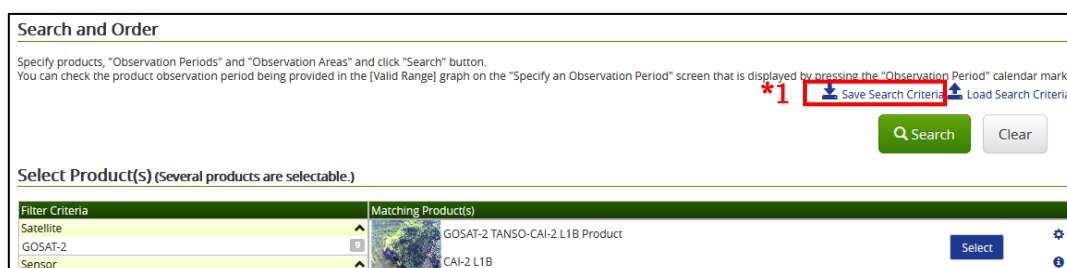 Search and Order
Specify products, "Observation Periods" and "Observation Areas" and click "Search" button.
You can check the product observation period being provided in the [Valid Range] graph on the "Specify an Observation Period" screen that is displayed by pressing the "Observation Period" calendar mark
*1 Save Search Criteria Load Search Criteria
Search Clear
Select Product(s) (Several products are selectable.)
Filter Criteria Matching Product(s)
Satellite
GOSAT-2 TANSO-CAI-2 L1B Product
GOSAT-2 9 Select
Sensor CAI-2 L1B